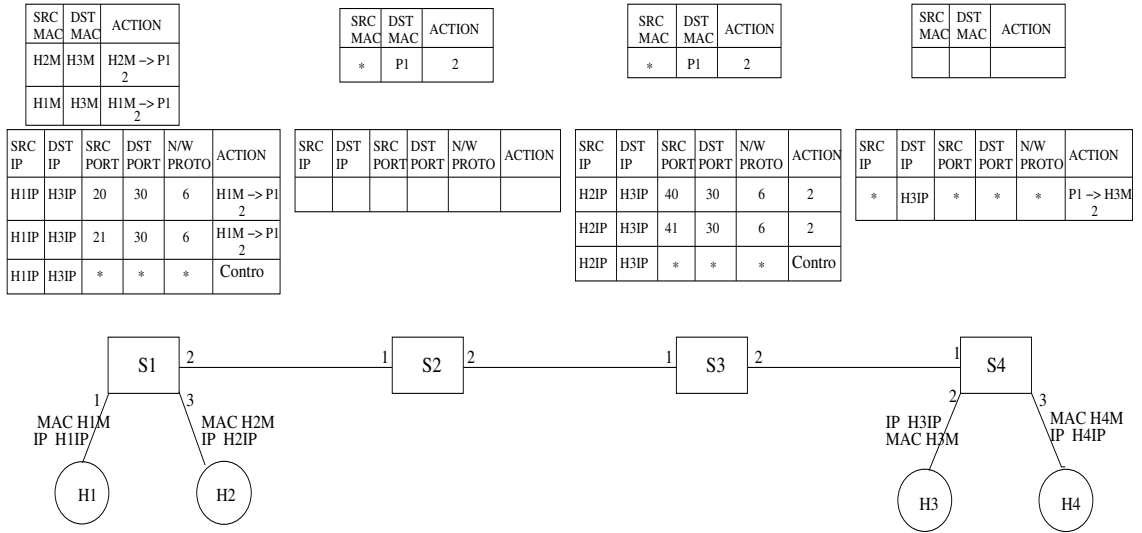 SRC MAC DST MAC ACTION
H2M H3M H2M -> P1 2
H1M H3M H1M -> P1 2
SRC MAC DST MAC ACTION
* P1 2
SRC MAC DST MAC ACTION
* P1 2
SRC MAC DST MAC ACTION
SRC IP DST IP SRC PORT DST PORT N/W PROTO ACTION
H1IP H3IP 20 30 6 H1M -> P1 2
H1IP H3IP 21 30 6 H1M -> P1 2
H1IP H3IP * * * Contro
SRC IP DST IP SRC PORT DST PORT N/W PROTO ACTION
SRC IP DST IP SRC PORT DST PORT N/W PROTO ACTION
H2IP H3IP 40 30 6 2
H2IP H3IP 41 30 6 2
H2IP H3IP * * * Contro
SRC IP DST IP SRC PORT DST PORT N/W PROTO ACTION
* H3IP * * * P1 -> H3M 2
S1 2 1 S2 2 1 S3 2 1 S4
1 3 2 3
MAC H1M
IP H1IP
MAC H2M
IP H2IP
IP H3IP
MAC H3M
MAC H4M
IP H4IP
H1 H2 H3 H4